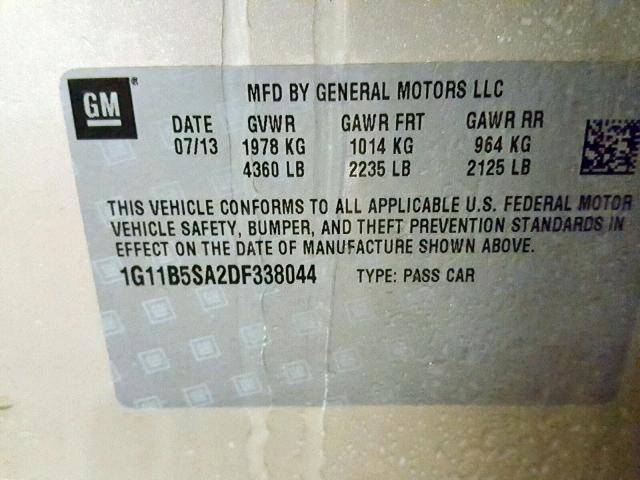 GM ®
MFD BY GENERAL MOTORS LLC
DATE GVWR GAWR FRT GAWR RR
07/13 1978 KG 1014 KG 964 KG
4360 LB 2235 LB 2125 LB
THIS VEHICLE CONFORMS TO ALL APPLICABLE U.S. FEDERAL MOTOR
VEHICLE SAFETY, BUMPER, AND THEFT PREVENTION STANDARDS IN
EFFECT ON THE DATE OF MANUFACTURE SHOWN ABOVE.
1G11B5SA2DF338044 TYPE: PASS CAR